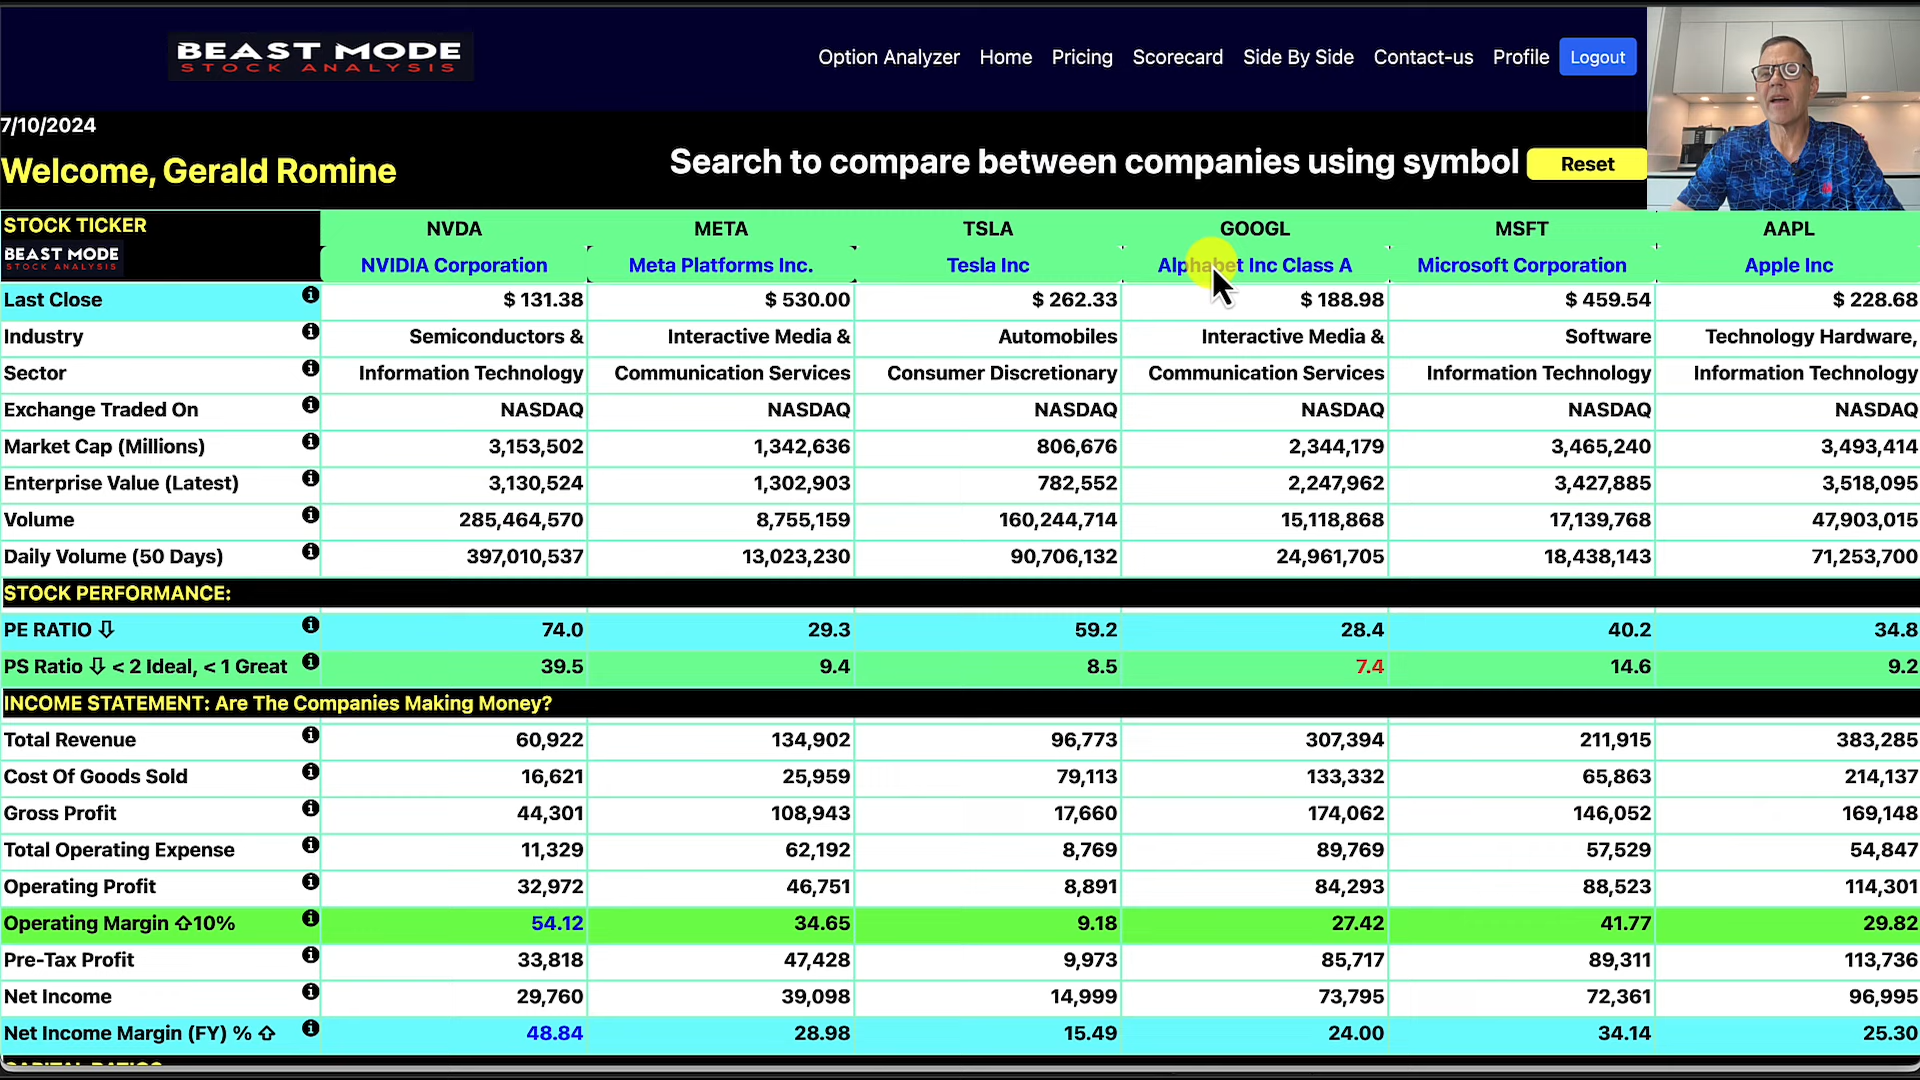 BEAST MODE
STOCK ANALYSIS
Option Analyzer Home Pricing Scorecard Side By Side Contact-us Profile Logout
7/10/2024
Welcome, Gerald Romine
Search to compare between companies using symbol Reset
STOCK TICKER NVDA META TSLA GOOGL MSFT AAPL
BEAST MODE
STOCK ANALYSIS
NVIDIA Corporation Meta Platforms Inc. Tesla Inc Alphabet Inc Class A Microsoft Corporation Apple Inc
Last Close $ 131.38 $ 530.00 $ 262.33 $ 188.98 $ 459.54 $ 228.68
Industry Semiconductors & Interactive Media & Automobiles Interactive Media & Software Technology Hardware,
Sector Information Technology Communication Services Consumer Discretionary Communication Services Information Technology Information Technology
Exchange Traded On NASDAQ NASDAQ NASDAQ NASDAQ NASDAQ NASDAQ
Market Cap (Millions) 3,153,502 1,342,636 806,676 2,344,179 3,465,240 3,493,414
Enterprise Value (Latest) 3,130,524 1,302,903 782,552 2,247,962 3,427,885 3,518,095
Volume 285,464,570 8,755,159 160,244,714 15,118,868 17,139,768 47,903,015
Daily Volume (50 Days) 397,010,537 13,023,230 90,706,132 24,961,705 18,438,143 71,253,700
STOCK PERFORMANCE:
PE RATIO ⇩ 74.0 29.3 59.2 28.4 40.2 34.8
PS Ratio ⇩ < 2 Ideal, < 1 Great 39.5 9.4 8.5 7.4 14.6 9.2
INCOME STATEMENT: Are The Companies Making Money?
Total Revenue 60,922 134,902 96,773 307,394 211,915 383,285
Cost Of Goods Sold 16,621 25,959 79,113 133,332 65,863 214,137
Gross Profit 44,301 108,943 17,660 174,062 146,052 169,148
Total Operating Expense 11,329 62,192 8,769 89,769 57,529 54,847
Operating Profit 32,972 46,751 8,891 84,293 88,523 114,301
Operating Margin ⇧10% 54.12 34.65 9.18 27.42 41.77 29.82
Pre-Tax Profit 33,818 47,428 9,973 85,717 89,311 113,736
Net Income 29,760 39,098 14,999 73,795 72,361 96,995
Net Income Margin (FY) % ⇧ 48.84 28.98 15.49 24.00 34.14 25.30